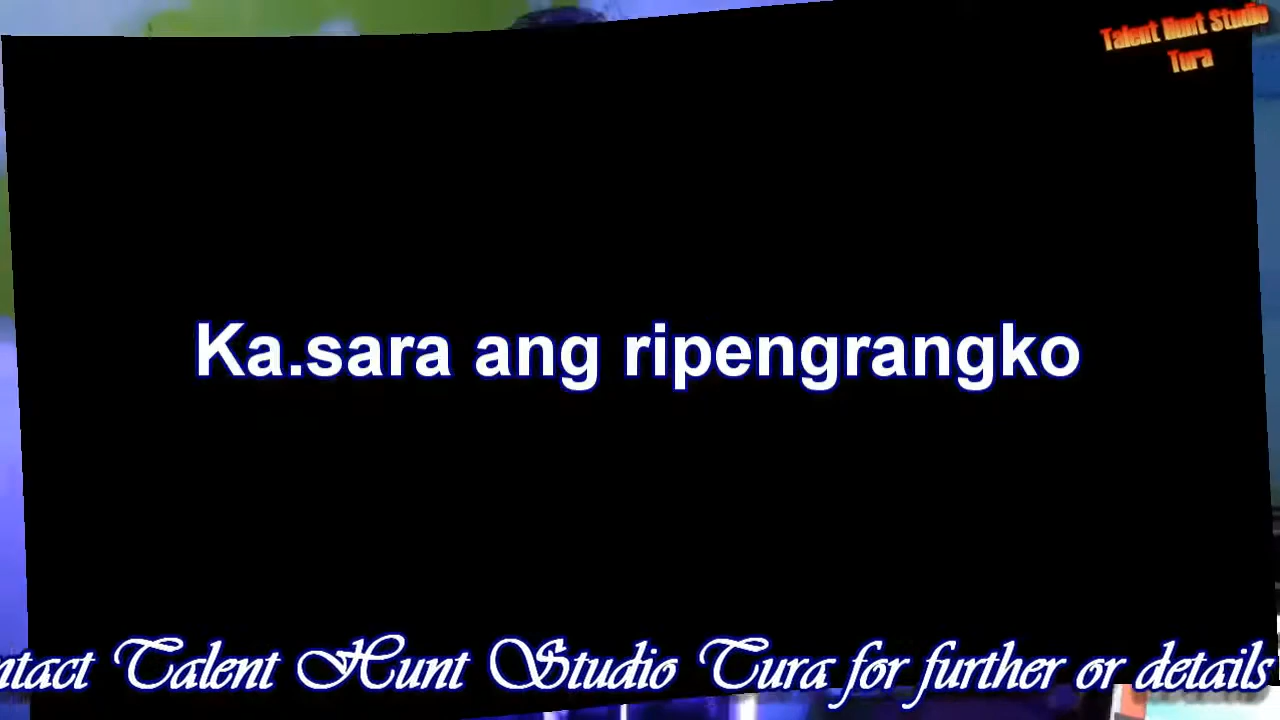 Talent Hunt Studio
Tura
Ka.sara ang ripengrangko
ntact Talent Hunt Studio Tura for further or details